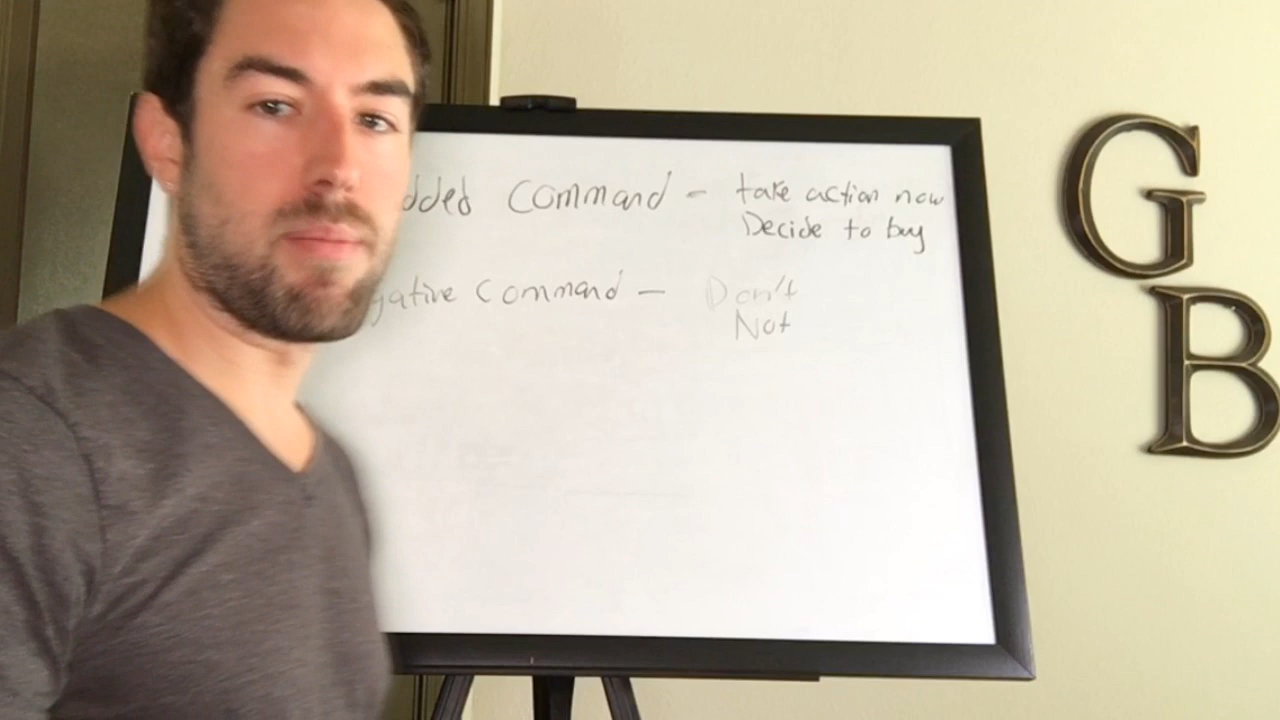 dded Command - take action now
Decide to buy
gative Command - Don't
Not
G
B